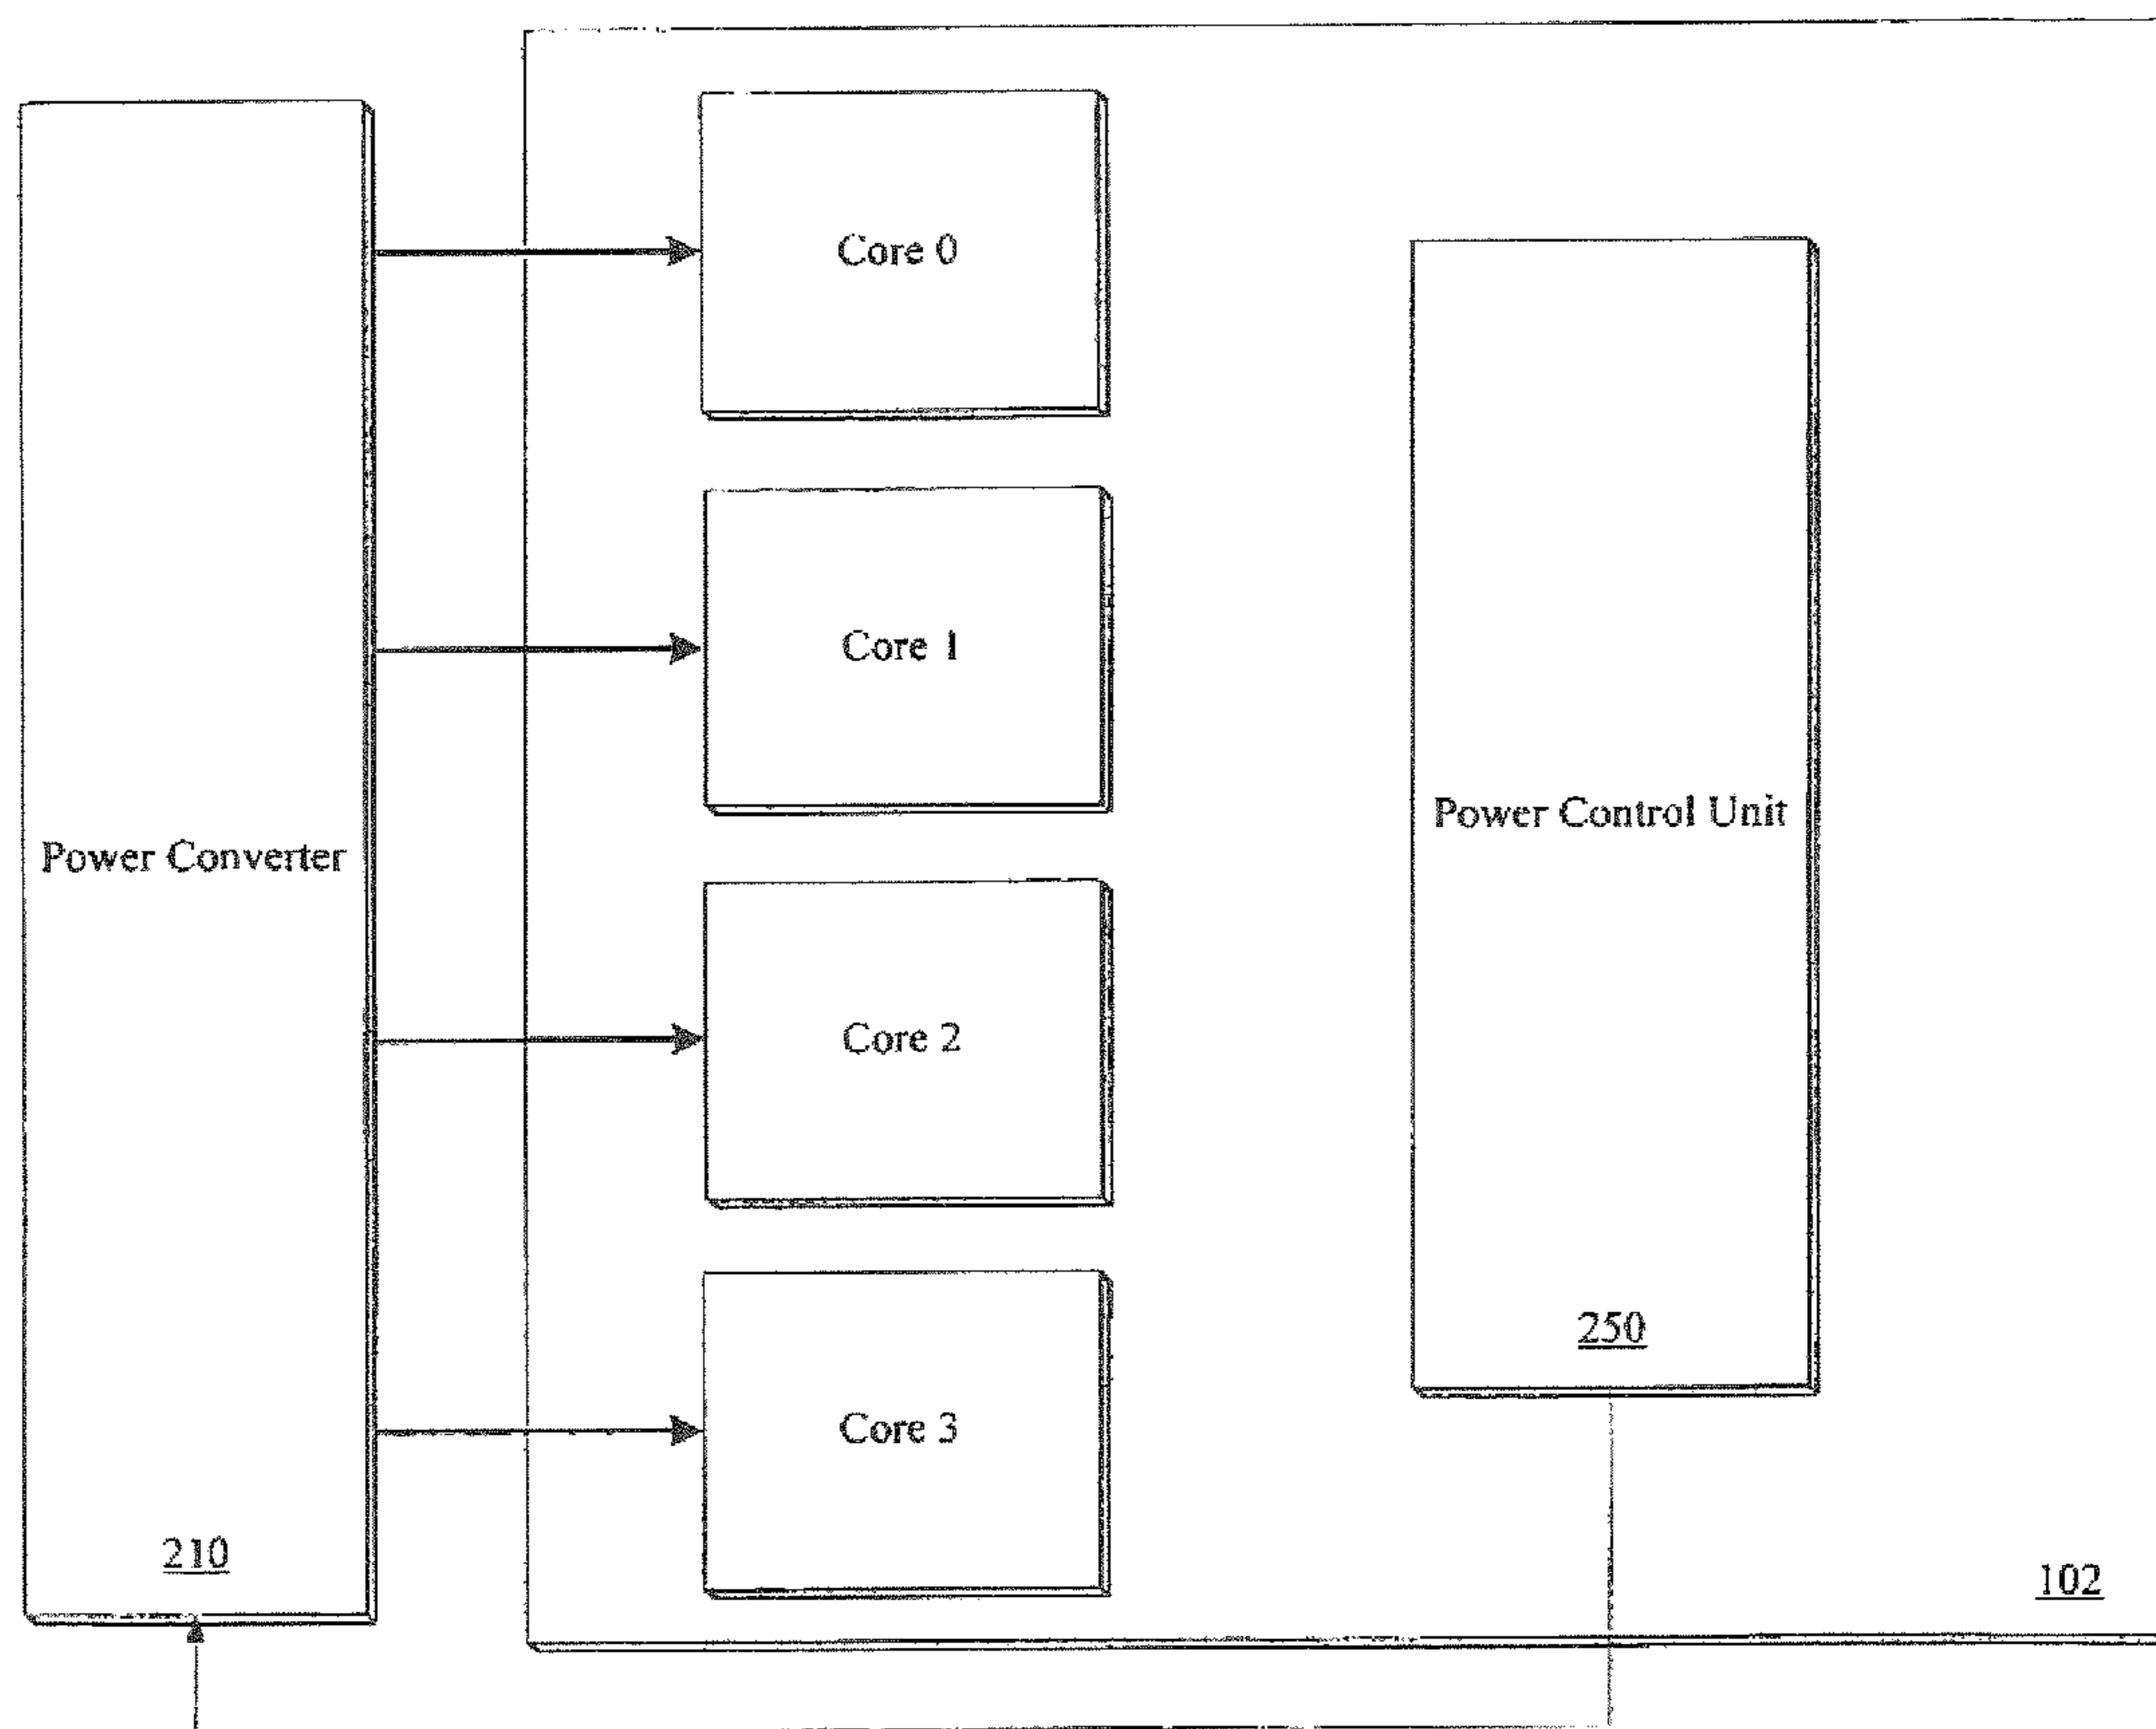 Core 0
Core 1
Power Control Unit
Power Converter
Core 2
250
Core 3
210
102